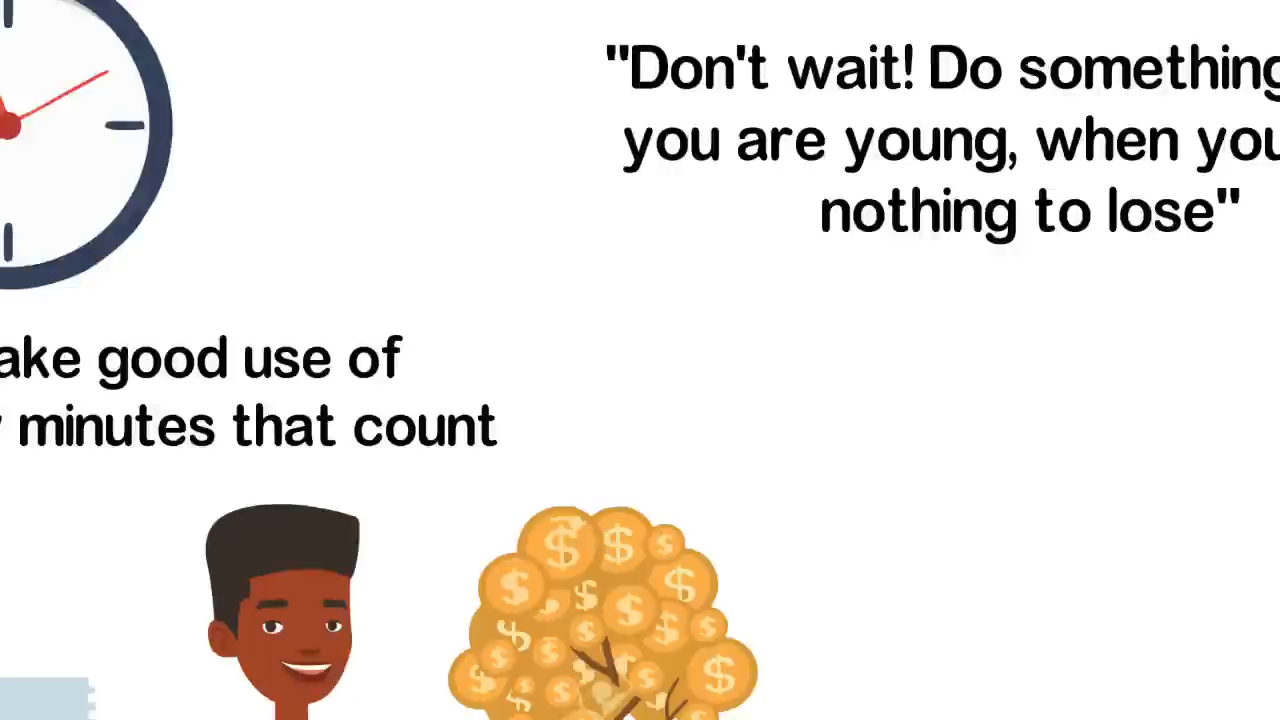 "Don't wait! Do something
you are young, when you
nothing to lose"
ake good use of
minutes that count